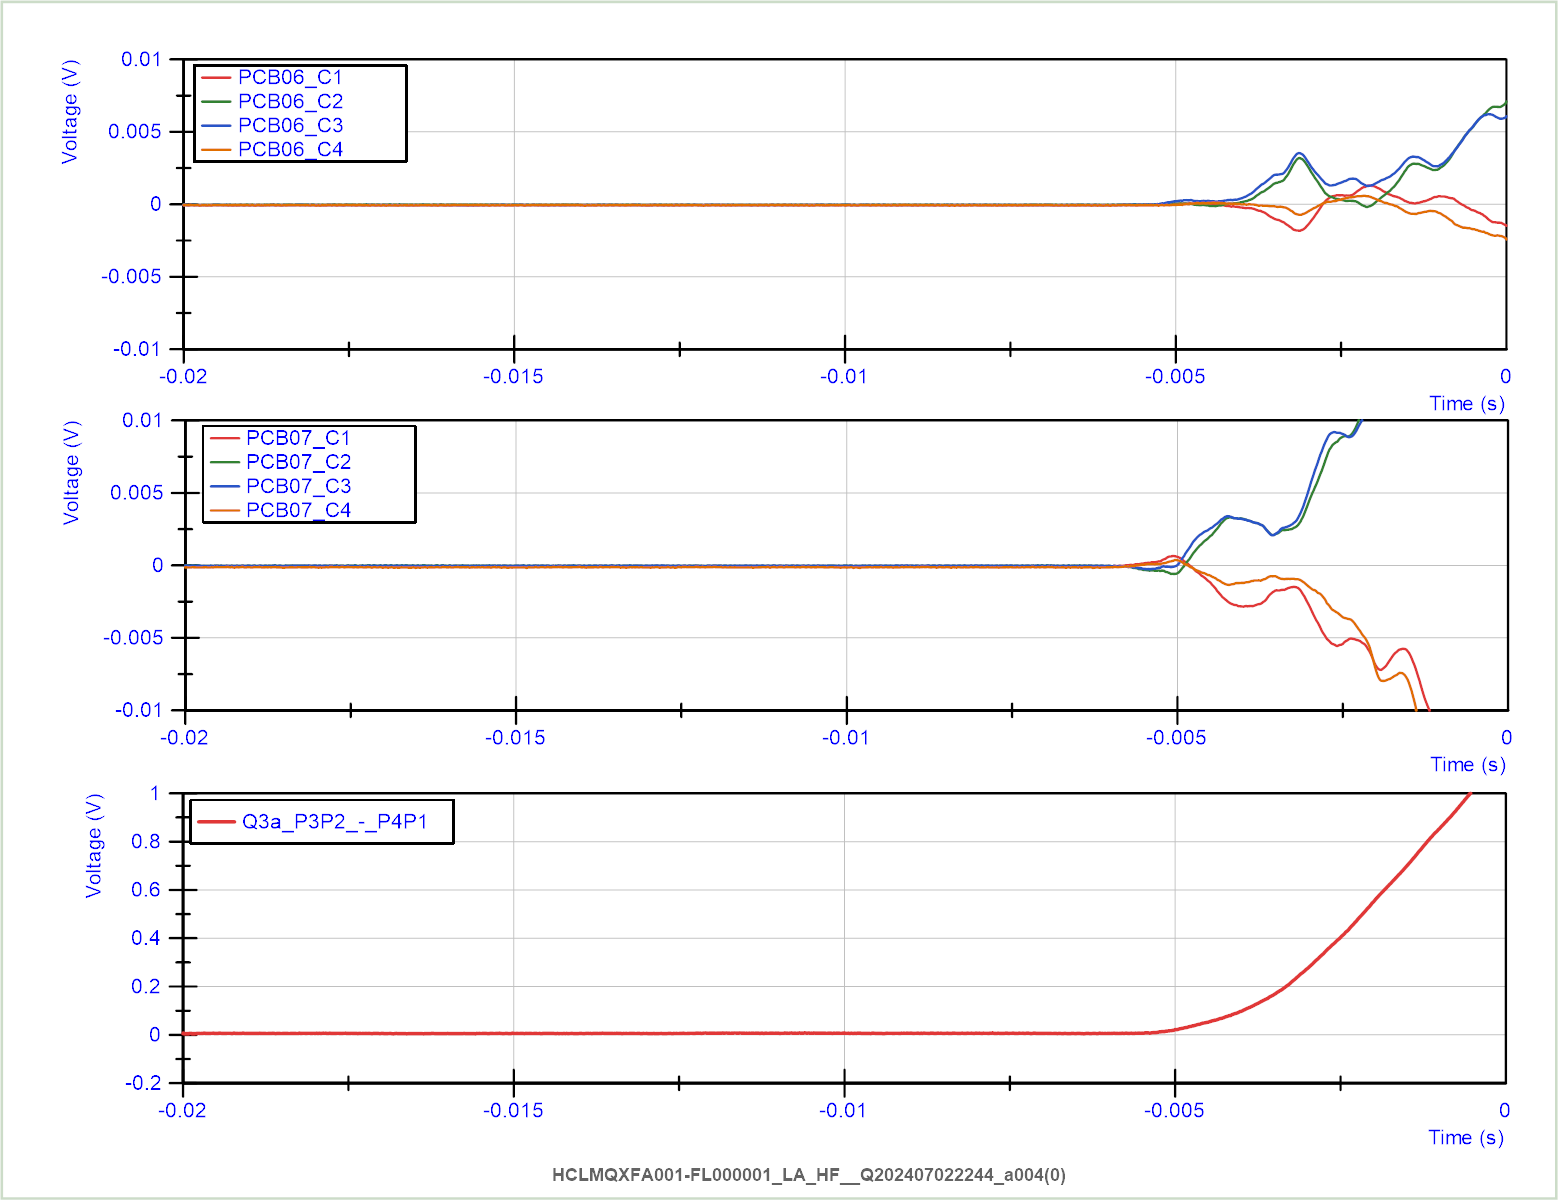 Voltage (V)
0.01
0.005
0
-0.005
-0.01
PCB06_C1
PCB06_C2
PCB06_C3
PCB06_C4
-0.02
-0.015
-0.01
-0.005
0
Time (s)
Voltage (V)
0.01
0.005
0
-0.005
-0.01
PCB07_C1
PCB07_C2
PCB07_C3
PCB07_C4
-0.02
-0.015
-0.01
-0.005
0
Time (s)
Voltage (V)
1
0.8
0.6
0.4
0.2
0
-0.2
Q3a_P3P2_-_P4P1
-0.02
-0.015
-0.01
-0.005
0
Time (s)
HCLMQXFA001-FL000001_LA_HF__Q202407022244_a004(0)